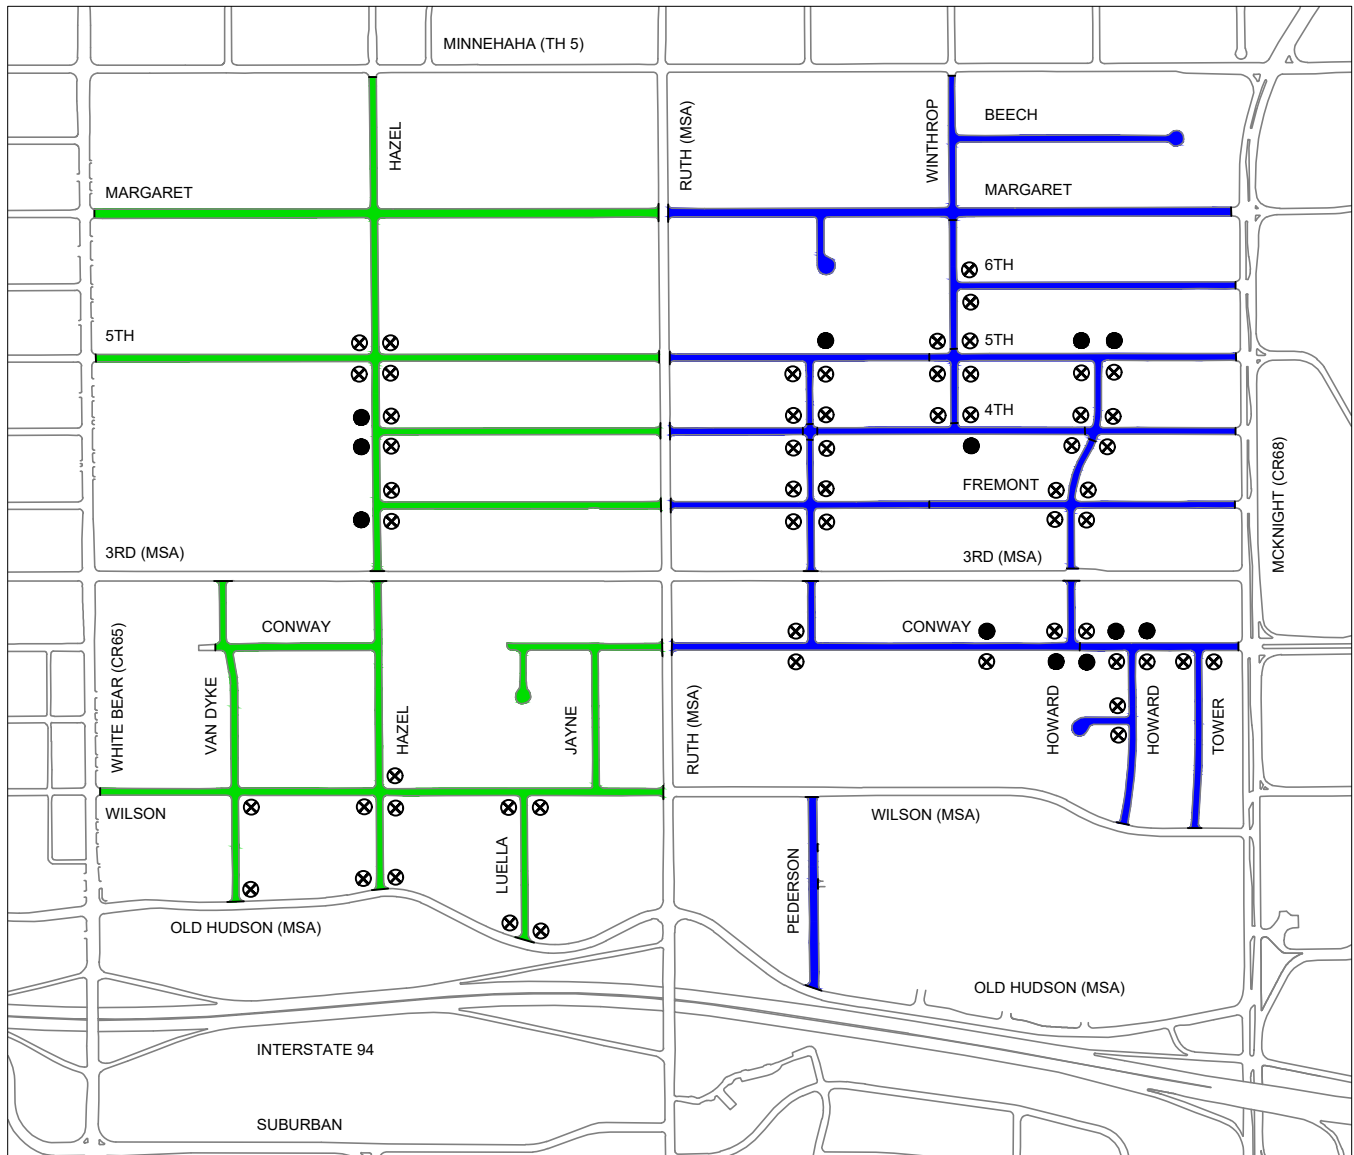 MINNEHAHA (TH 5)
HAZEL
RUTH (MSA)
WINTHROP
BEECH
MARGARET
MARGARET
6TH
5TH
5TH
4TH
FREMONT
MCKNIGHT (CR68)
3RD (MSA)
3RD (MSA)
CONWAY
CONWAY
WHITE BEAR (CR65)
VAN DYKE
HAZEL
JAYNE
RUTH (MSA)
HOWARD
HOWARD
TOWER
WILSON
WILSON (MSA)
LUELLA
PEDERSON
OLD HUDSON (MSA)
OLD HUDSON (MSA)
INTERSTATE 94
SUBURBAN